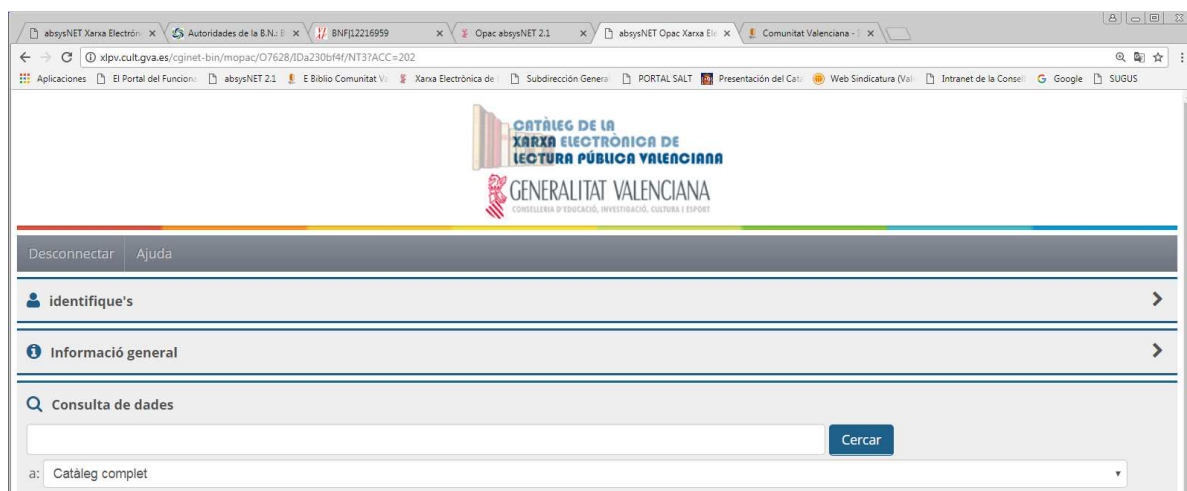 absysNET Xarxa Electrón
Autoridades de la B.N.: B
BNF|12216959
Opac absysNET 2.1
absysNET Opac Xarxa Ele
Comunitat Valenciana -
xlpv.cult.gva.es/cginet-bin/mopac/O7628/IDa230bf4f/NT3?ACC=202
Aplicaciones El Portal del Funciona absysNET 2.1 E Biblio Comunitat Va Xarxa Electrònica de Subdirección Genera PORTAL SALT Presentación del Cat Web Sindicatura (Val Intranet de la Consell Google SUGUS
CATÀLEG DE LA
XARXA ELECTRÒNICA DE
LECTURA PÚBLICA VALENCIANA
GENERALITAT VALENCIANA
CONSELLERIA D'EDUCACIÓ, INVESTIGACIÓ, CULTURA I ESPORT
Desconnectar Ajuda
identifique's
Informació general
Consulta de dades
Cercar
a: Catàleg complet